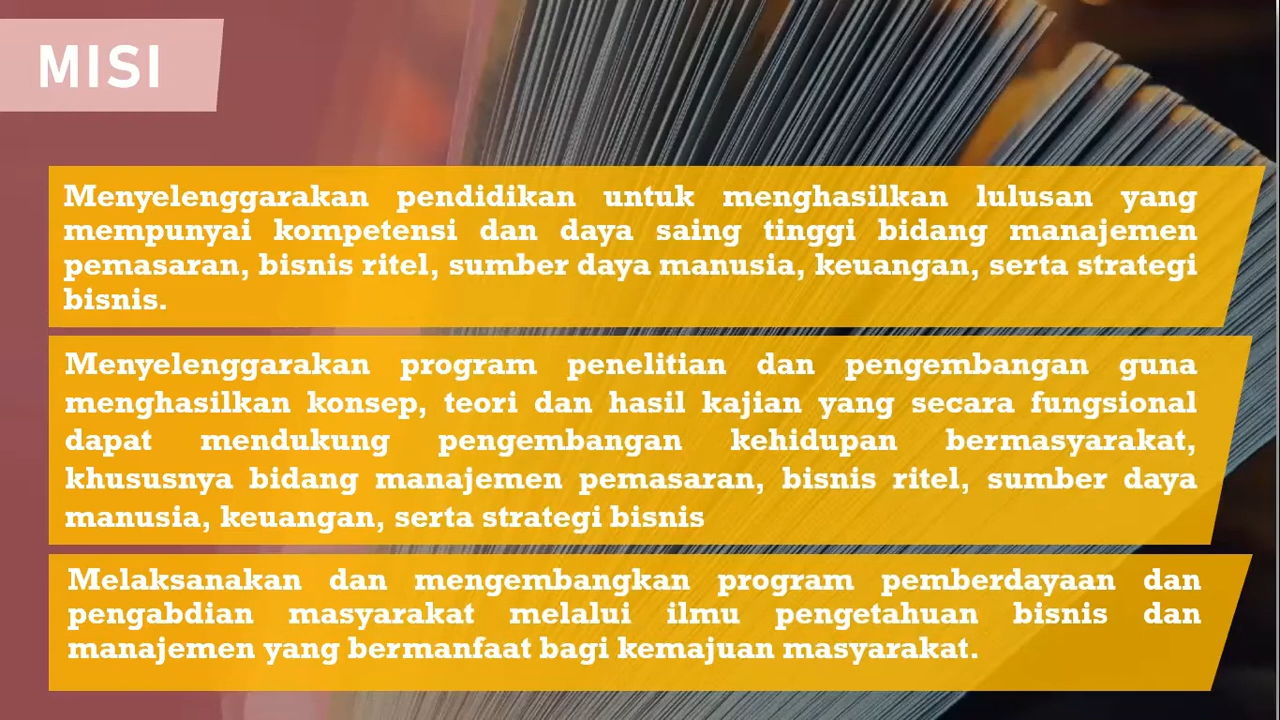 MISI
Menyelenggarakan pendidikan untuk menghasilkan lulusan yang
mempunyai kompetensi dan daya saing tinggi bidang manajemen
pemasaran, bisnis ritel, sumber daya manusia, keuangan, serta strategi
bisnis.
Menyelenggarakan program penelitian dan pengembangan guna
menghasilkan konsep, teori dan hasil kajian yang secara fungsional
dapat mendukung pengembangan kehidupan bermasyarakat,
khususnya bidang manajemen pemasaran, bisnis ritel, sumber daya
manusia, keuangan, serta strategi bisnis
Melaksanakan dan mengembangkan program pemberdayaan dan
pengabdian masyarakat melalui ilmu pengetahuan bisnis dan
manajemen yang bermanfaat bagi kemajuan masyarakat.